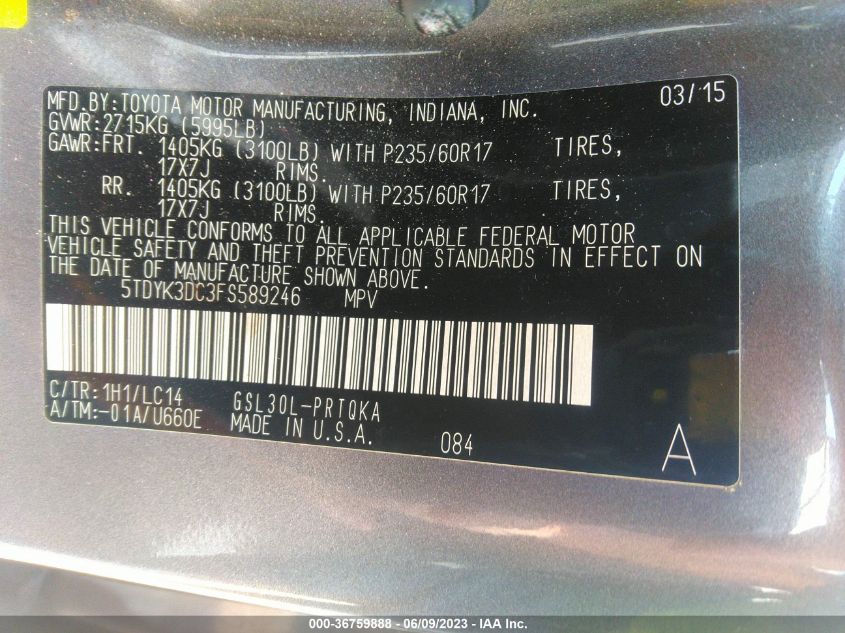 MFD.BY:TOYOTA MOTOR MANUFACTURING, INDIANA, INC. 03/15
GVWR:2715KG (5995LB)
GAWR:FRT. 1405KG (3100LB) WITH P235/60R17 TIRES,
17X7J RIMS.
RR. 1405KG (3100LB) WITH P235/60R17 TIRES,
17X7J RIMS.
THIS VEHICLE CONFORMS TO ALL APPLICABLE FEDERAL MOTOR
VEHICLE SAFETY AND THEFT PREVENTION STANDARDS IN EFFECT ON
THE DATE OF MANUFACTURE SHOWN ABOVE.
5TDYK3DC3FS589246 MPV
C/TR:1H1/LC14 GSL30L-PRTQKA
A/TM:-01A/U660E MADE IN U.S.A. 084 A
000-36759888 - 06/09/2023 - IAA Inc.